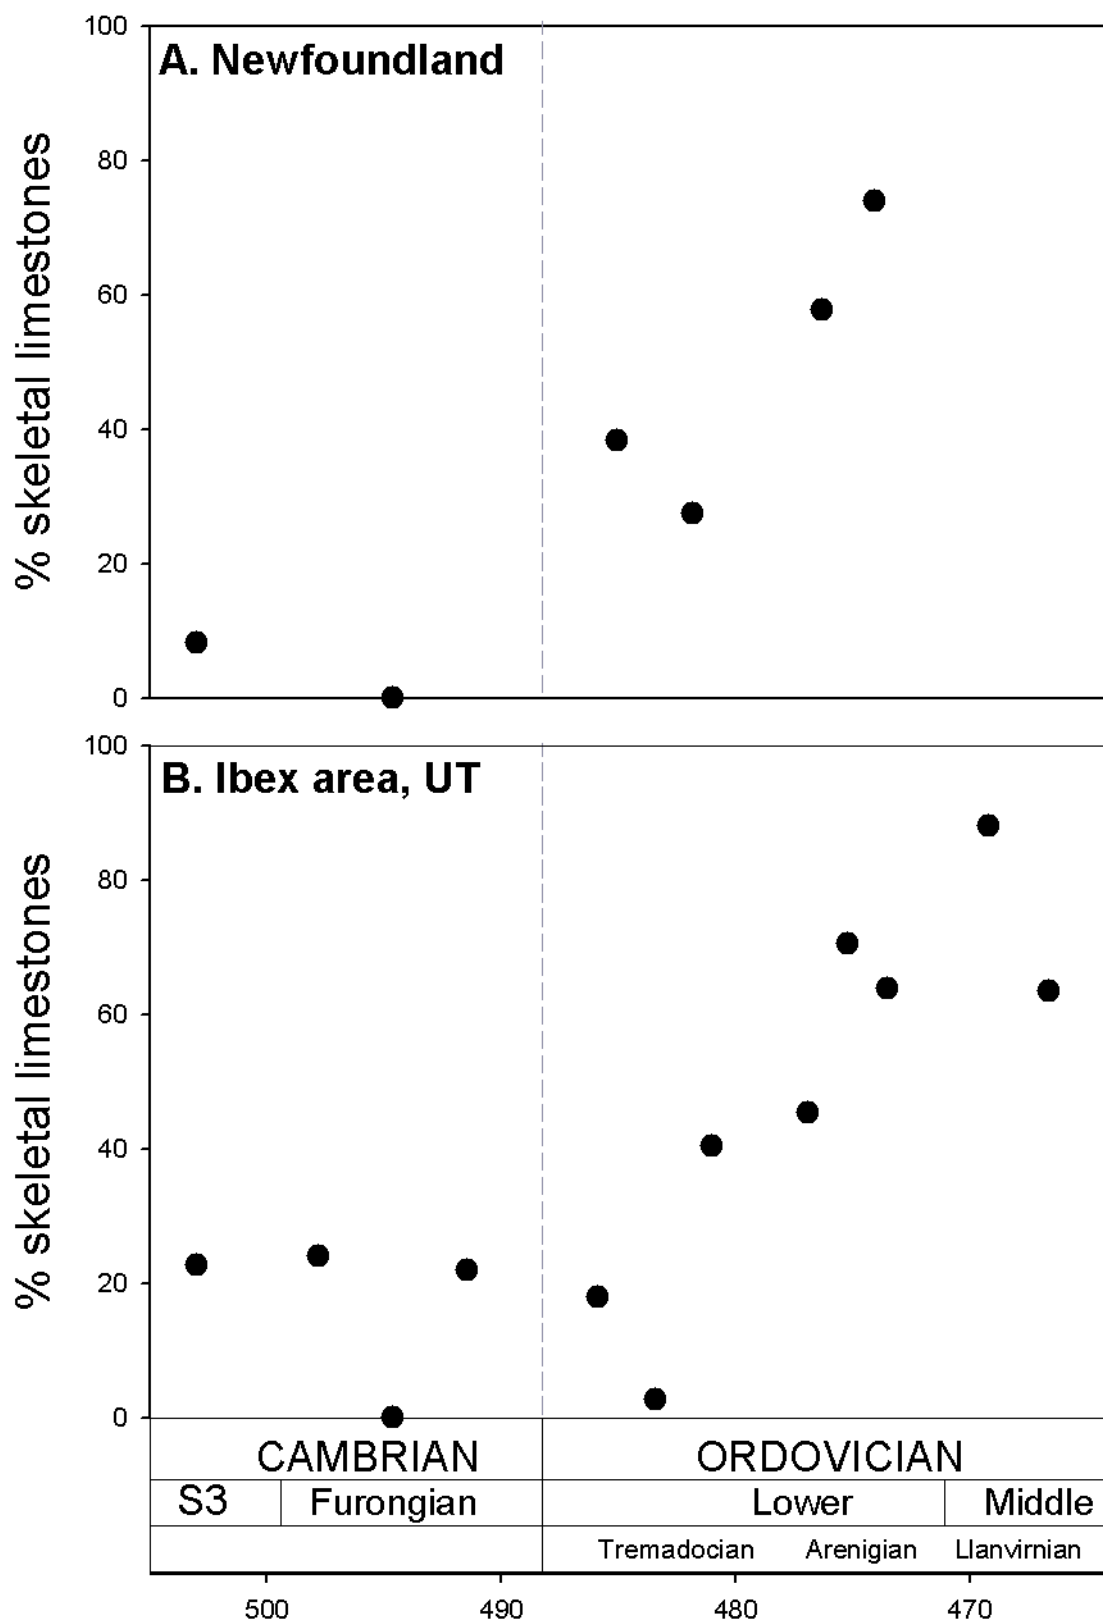 100
A. Newfoundland
80
60
40
20
0
% skeletal limestones
100
B. Ibex area, UT
80
60
40
20
0
% skeletal limestones
CAMBRIAN ORDOVICIAN
S3 Furongian Lower Middle
Tremadocian Arenigian Llanvirnian
500 490 480 470